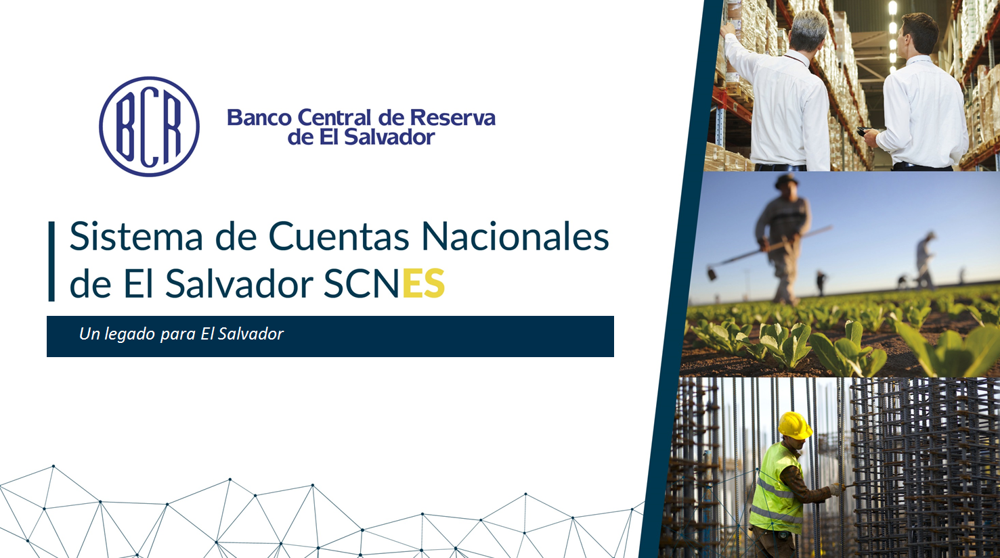 BCR
Banco Central de Reserva
de El Salvador
Sistema de Cuentas Nacionales
de El Salvador SCNES
Un legado para El Salvador